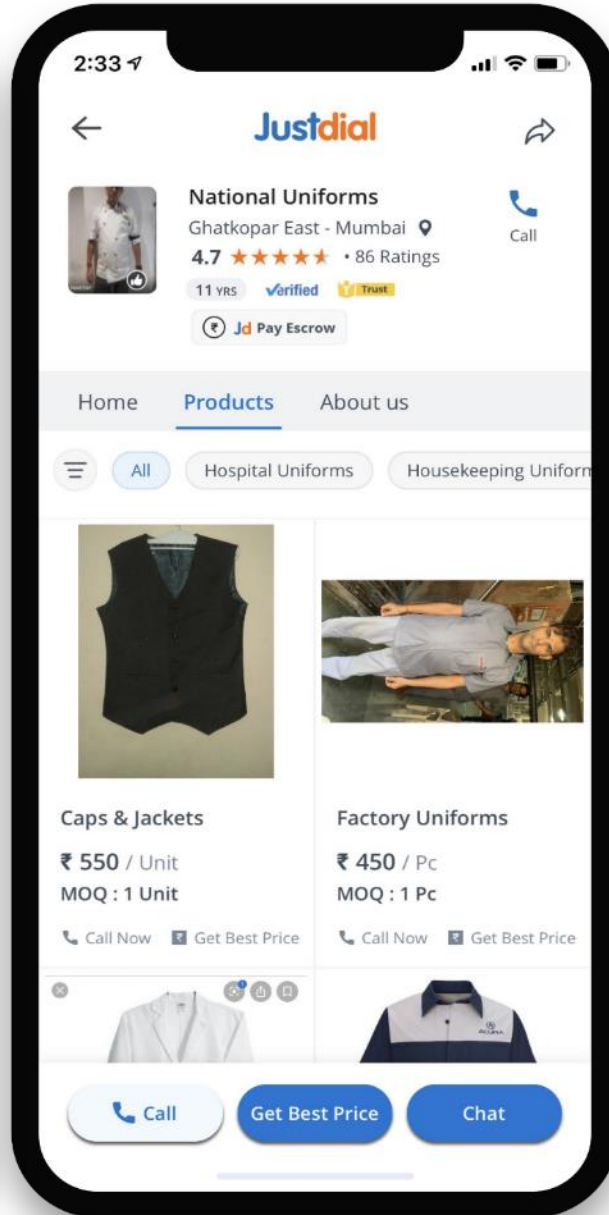 2:33
Justdial
National Uniforms
Ghatkopar East - Mumbai
Call
4.7 • 86 Ratings
11 YRS Verified Trust
₹ Jd Pay Escrow
Home Products About us
All Hospital Uniforms Housekeeping Uniform
Caps & Jackets
₹ 550 / Unit
MOQ : 1 Unit
₹ Call Now Get Best Price
Factory Uniforms
₹ 450 / Pc
MOQ : 1 Pc
Call Now ₹ Get Best Price
1
ACURA
Call Get Best Price Chat